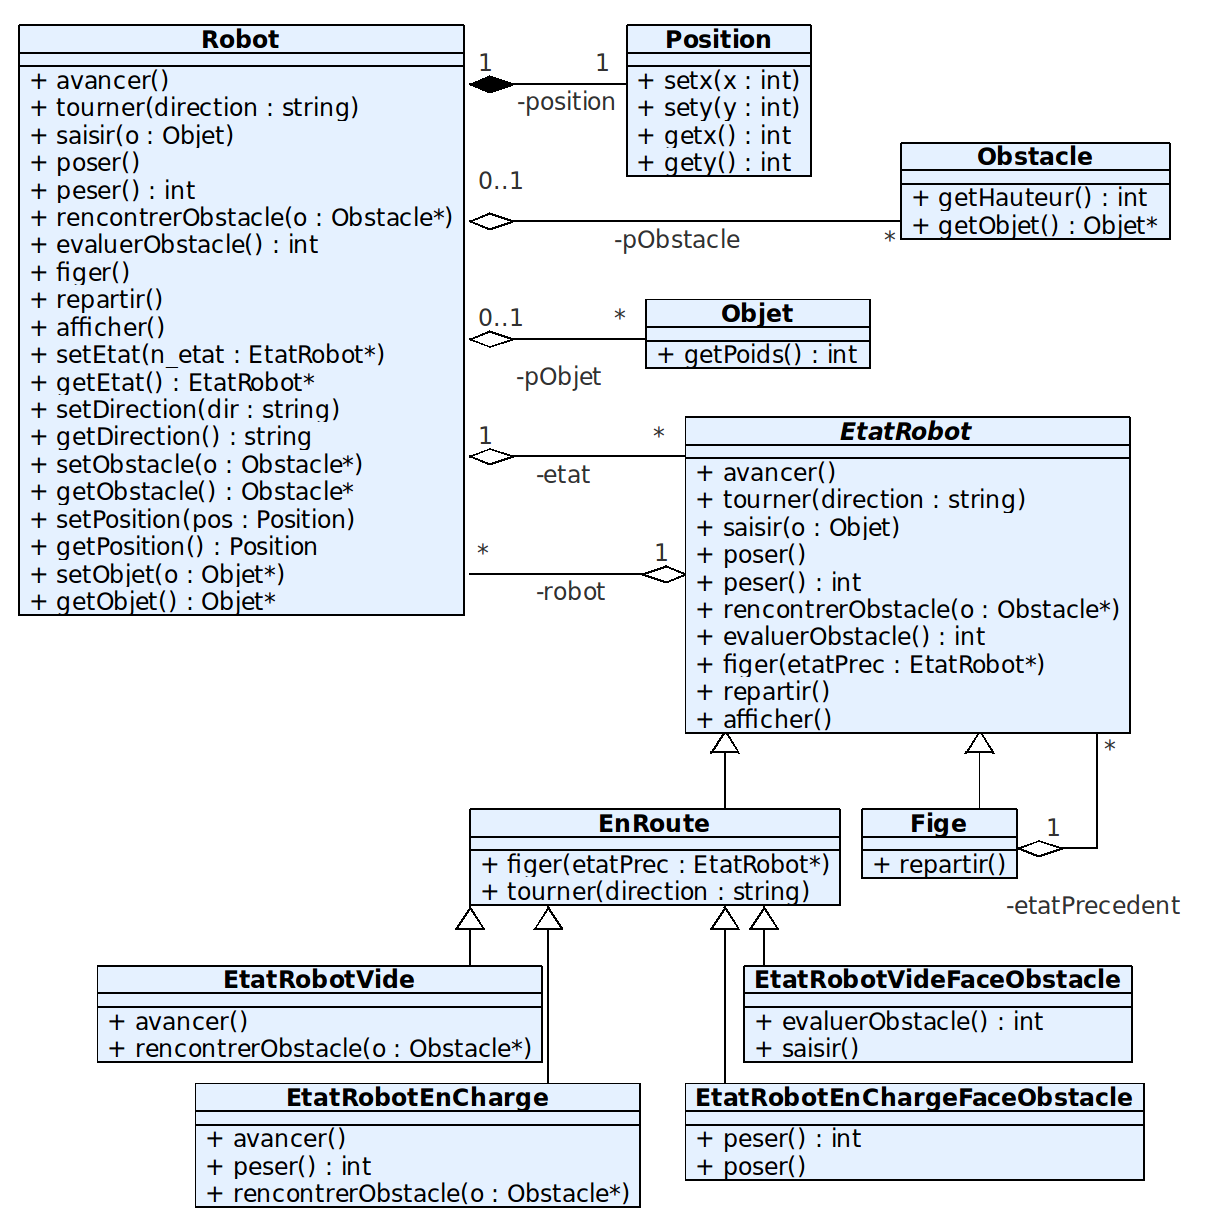 Robot
+ avancer()
+ tourner(direction : string)
+ saisir(o : Objet)
+ poser()
+ peser() : int
+ rencontrerObstacle(o : Obstacle*)
+ evaluerObstacle() : int
+ figer()
+ repartir()
+ afficher()
+ setEtat(n_etat : EtatRobot*)
+ getEtat() : EtatRobot*
+ setDirection(dir : string)
+ getDirection() : string
+ setObstacle(o : Obstacle*)
+ getObstacle() : Obstacle*
+ setPosition(pos : Position)
+ getPosition() : Position
+ setObjet(o : Objet*)
+ getObjet() : Objet*
1
1
-position
Position
+ setx(x : int)
+ sety(y : int)
+ getx() : int
+ gety() : int
0..1
-pObstacle
*
Obstacle
+ getHauteur() : int
+ getObjet() : Objet*
0..1
*
-pObjet
Objet
+ getPoids() : int
1
*
-etat
*
1
-robot
EtatRobot
+ avancer()
+ tourner(direction : string)
+ saisir(o : Objet)
+ poser()
+ peser() : int
+ rencontrerObstacle(o : Obstacle*)
+ evaluerObstacle() : int
+ figer(etatPrec : EtatRobot*)
+ repartir()
+ afficher()
*
EnRoute
+ figer(etatPrec : EtatRobot*)
+ tourner(direction : string)
Fige
+ repartir()
1
-etatPrecedent
EtatRobotVide
+ avancer()
+ rencontrerObstacle(o : Obstacle*)
EtatRobotVideFaceObstacle
+ evaluerObstacle() : int
+ saisir()
EtatRobotEnCharge
+ avancer()
+ peser() : int
+ rencontrerObstacle(o : Obstacle*)
EtatRobotEnChargeFaceObstacle
+ peser() : int
+ poser()